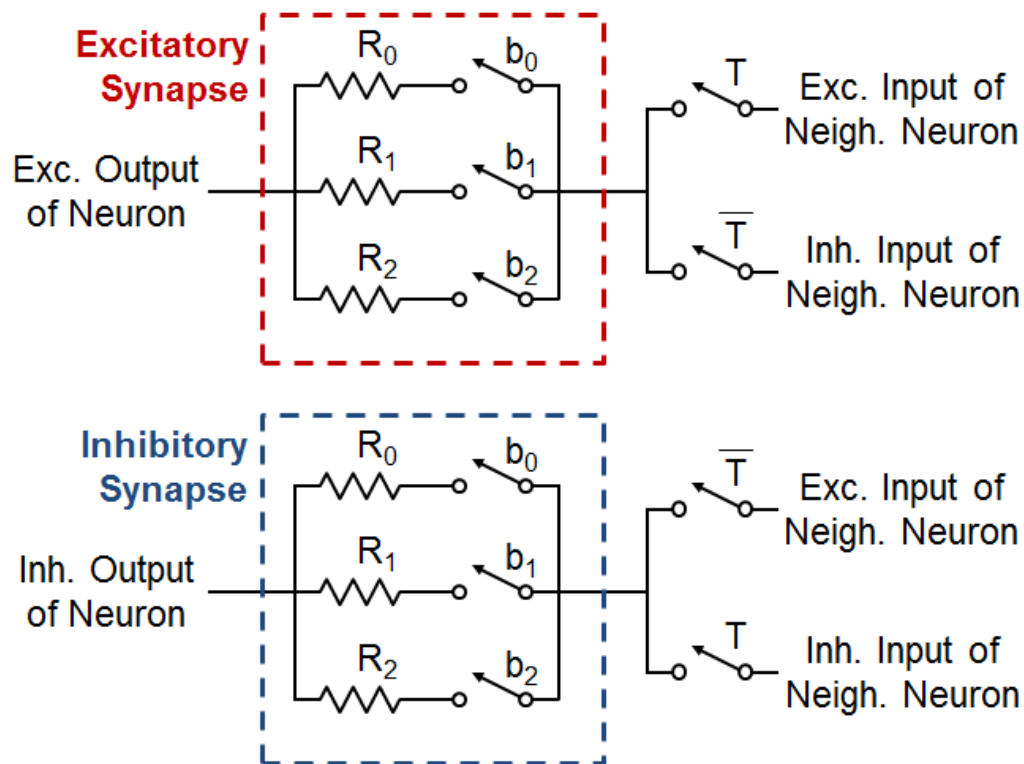 Excitatory
Synapse
R₀
b₀
R₁
b₁
R₂
b₂
Exc. Output
of Neuron
T
Exc. Input of
Neigh. Neuron
T̅
Inh. Input of
Neigh. Neuron
Inhibitory
Synapse
R₀
b₀
R₁
b₁
R₂
b₂
Inh. Output
of Neuron
T̅
Exc. Input of
Neigh. Neuron
T
Inh. Input of
Neigh. Neuron